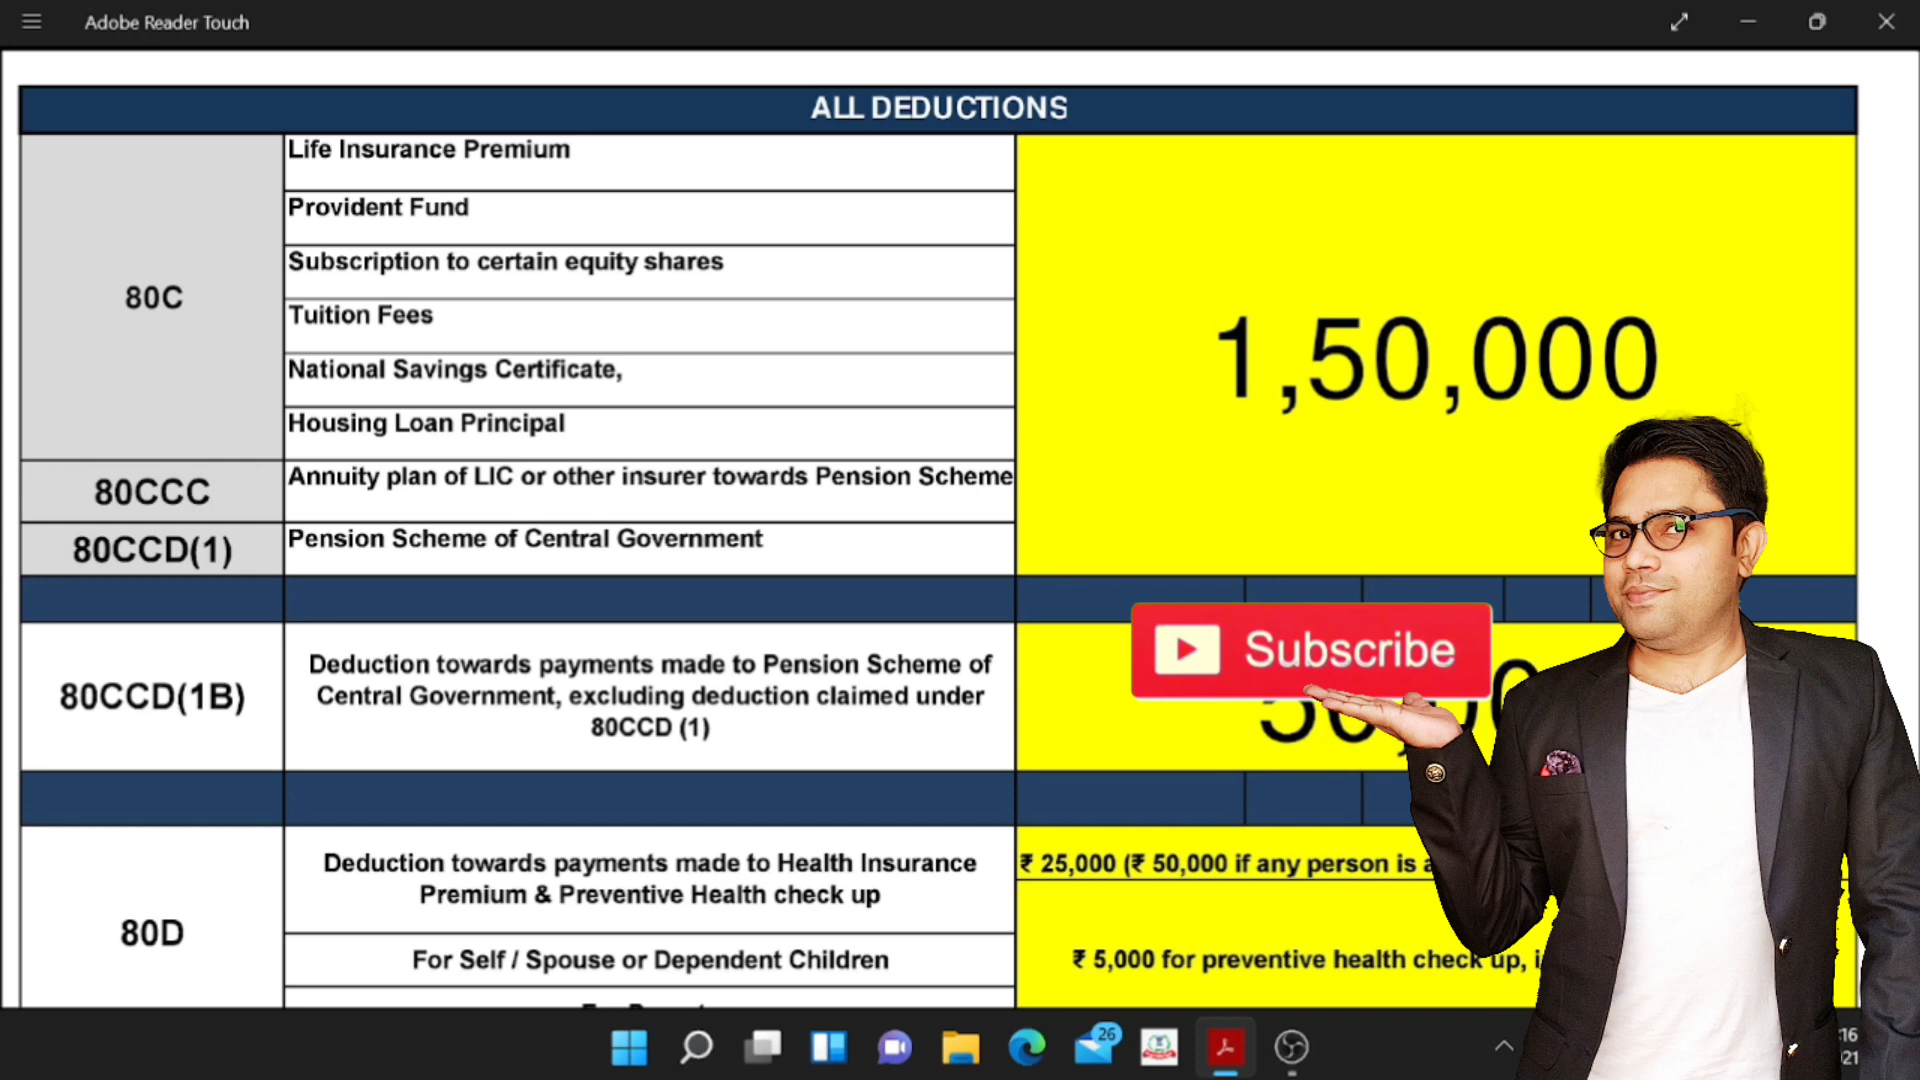 Adobe Reader Touch
ALL DEDUCTIONS
80C
Life Insurance Premium
Provident Fund
Subscription to certain equity shares
Tuition Fees
National Savings Certificate,
Housing Loan Principal
1,50,000
80CCC
Annuity plan of LIC or other insurer towards Pension Scheme
80CCD(1)
Pension Scheme of Central Government
Subscribe
80CCD(1B)
Deduction towards payments made to Pension Scheme of
Central Government, excluding deduction claimed under
80CCD (1)
80D
Deduction towards payments made to Health Insurance
Premium & Preventive Health check up
₹ 25,000 (₹ 50,000 if any person is
For Self / Spouse or Dependent Children
₹ 5,000 for preventive health check up,
26